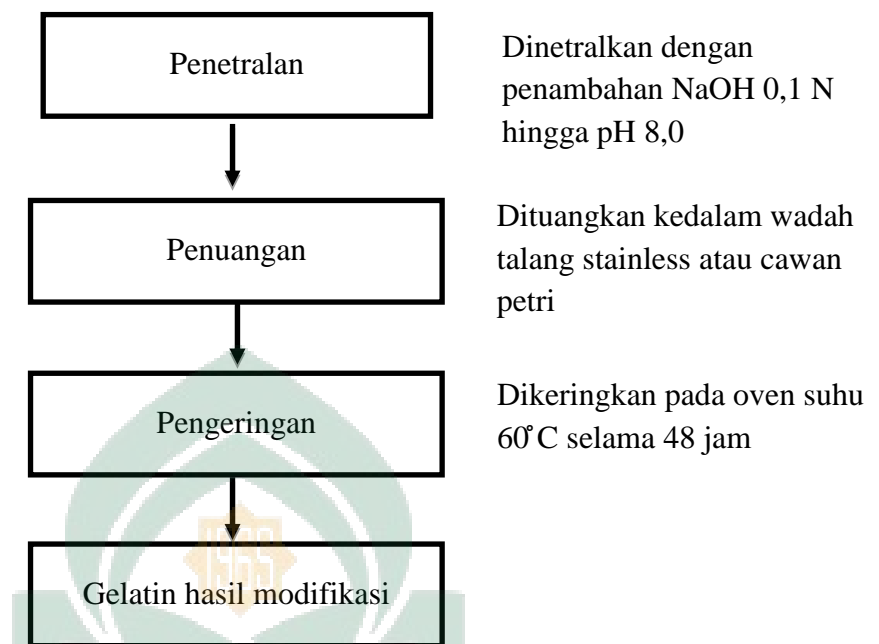 Penetralan
Dinetralkan dengan
penambahan NaOH 0,1 N
hingga pH 8,0
Penuangan
Dituangkan kedalam wadah
talang stainless atau cawan
petri
Pengeringan
Dikeringkan pada oven suhu
60°C selama 48 jam
Gelatin hasil modifikasi